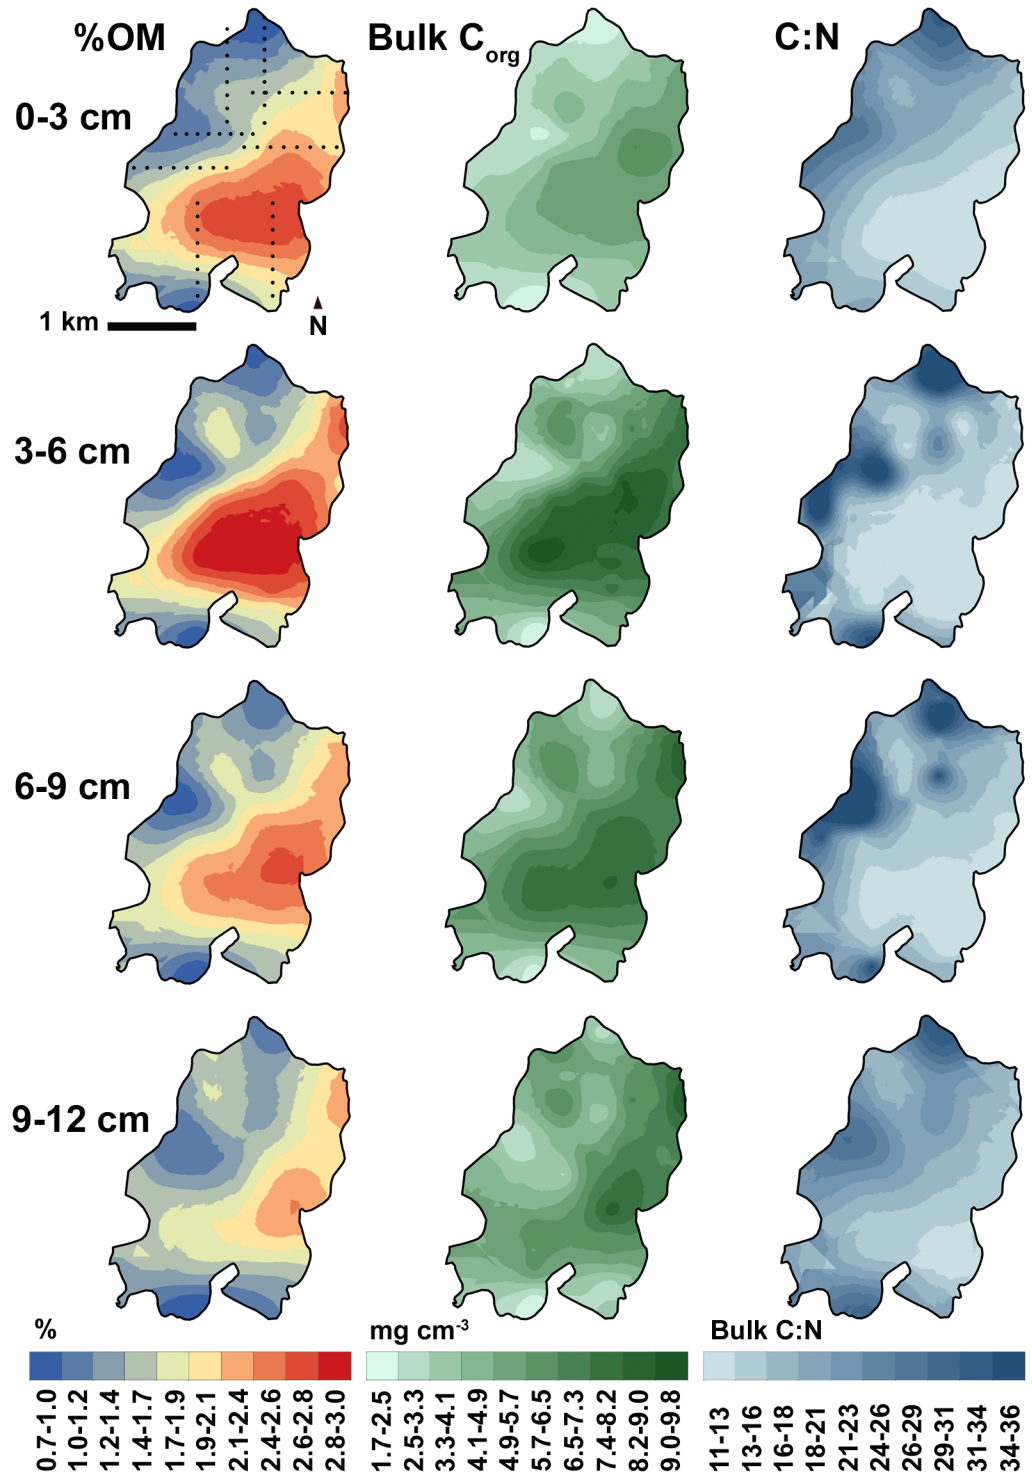 %OM
Bulk Corg
C:N
0-3 cm
1 km
N
3-6 cm
6-9 cm
9-12 cm
%
mg cm-3
Bulk C:N
0.7-1.0
1.0-1.2
1.2-1.4
1.4-1.7
1.7-1.9
1.9-2.1
2.1-2.4
2.4-2.6
2.6-2.8
2.8-3.0
1.7-2.5
2.5-3.3
3.3-4.1
4.1-4.9
4.9-5.7
5.7-6.5
6.5-7.3
7.4-8.2
8.2-9.0
9.0-9.8
11-13
13-16
16-18
18-21
21-23
24-26
26-29
29-31
31-34
34-36